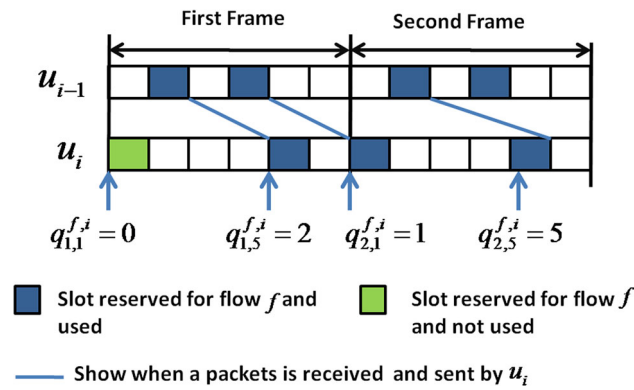 First Frame Second Frame
u_{i-1}
u_i
q_{1,1}^{f,i}=0 q_{1,5}^{f,i}=2 q_{2,1}^{f,i}=1 q_{2,5}^{f,i}=5
Slot reserved for flow f and used
Slot reserved for flow f and not used
Show when a packets is received and sent by u_i